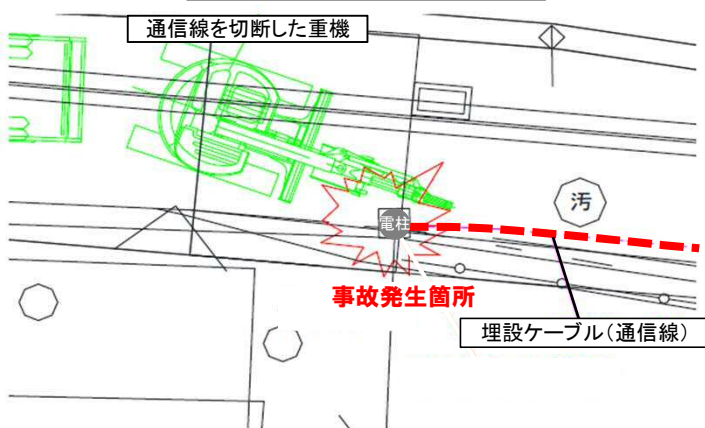 通信線を切断した重機
汚
電柱
事故発生箇所
埋設ケーブル(通信線)